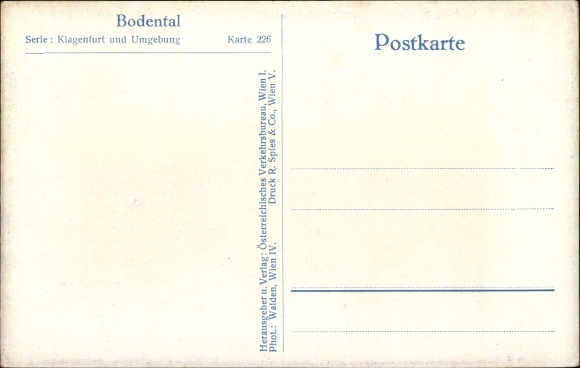 Bodental
Serie : Klagenfurt und Umgebung Karte 226
Postkarte
Herausgeber u. Verlag: Österreichisches Verkehrsbureau, Wien I.
Phot.: Walden, Wien IV. Druck R. Spies & Co., Wien V.